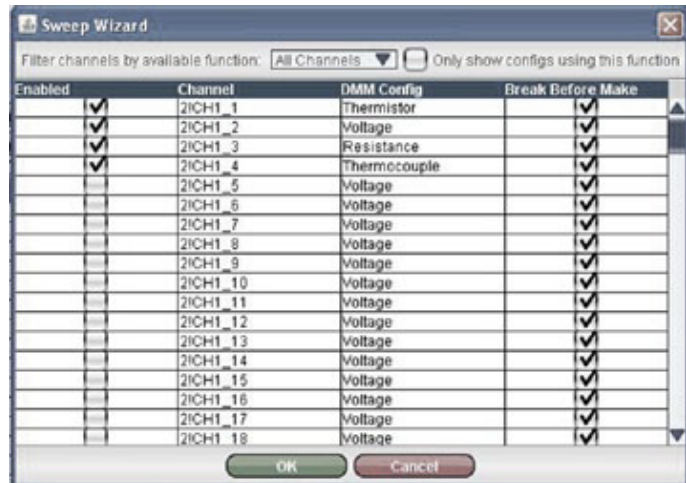 Sweep Wizard
Filter channels by available function: All Channels Only show configs using this function
Enabled Channel DMM Config Break Before Make
2!CH1_1 Thermistor
2!CH1_2 Voltage
2!CH1_3 Resistance
2!CH1_4 Thermocouple
2!CH1_5 Voltage
2!CH1_6 Voltage
2!CH1_7 Voltage
2!CH1_8 Voltage
2!CH1_9 Voltage
2!CH1_10 Voltage
2!CH1_11 Voltage
2!CH1_12 Voltage
2!CH1_13 Voltage
2!CH1_14 Voltage
2!CH1_15 Voltage
2!CH1_16 Voltage
2!CH1_17 Voltage
2!CH1_18 Voltage
OK Cancel